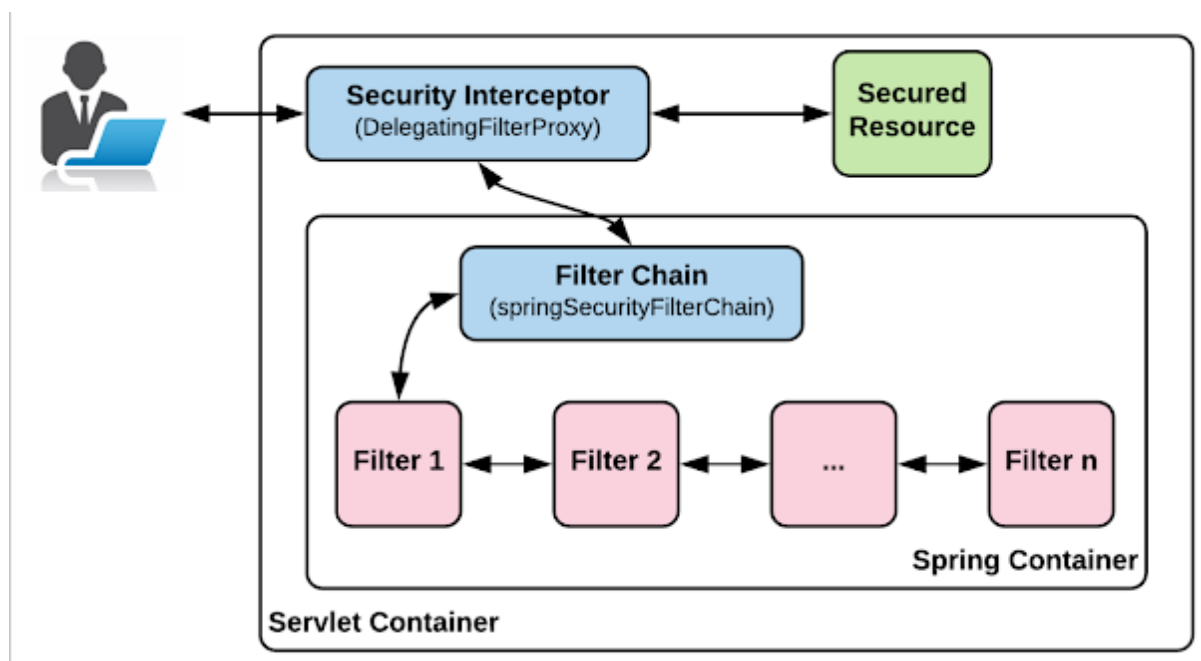 Security Interceptor
(DelegatingFilterProxy)
Secured
Resource
Filter Chain
(springSecurityFilterChain)
Filter 1
Filter 2
...
Filter n
Spring Container
Servlet Container